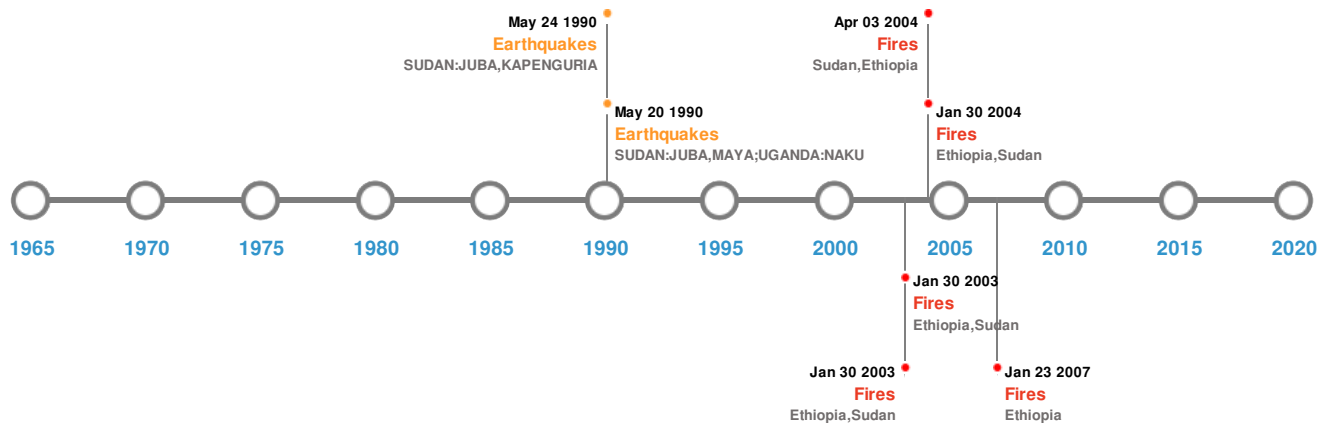 May 24 1990
Earthquakes
SUDAN:JUBA,KAPENGURIA
May 20 1990
Earthquakes
SUDAN:JUBA,MAYA;UGANDA:NAKU
Apr 03 2004
Fires
Sudan,Ethiopia
Jan 30 2004
Fires
Ethiopia,Sudan
1965 1970 1975 1980 1985 1990 1995 2000 2005 2010 2015 2020
Jan 30 2003
Fires
Ethiopia,Sudan
Jan 30 2003
Fires
Ethiopia,Sudan
Jan 23 2007
Fires
Ethiopia